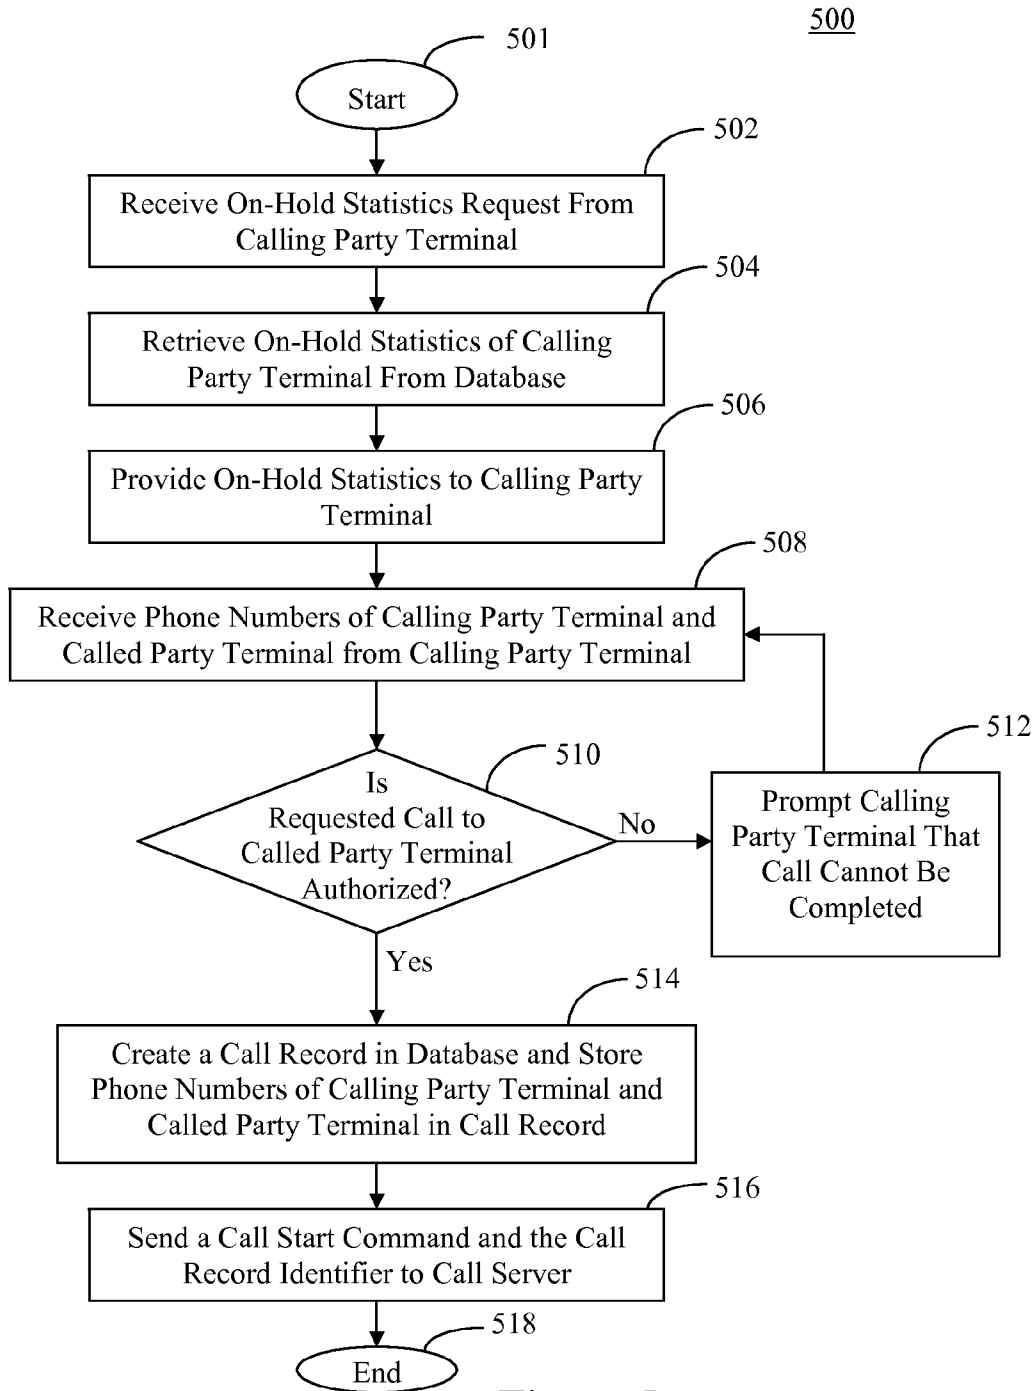 500
501
Start
502
Receive On-Hold Statistics Request From
Calling Party Terminal
504
Retrieve On-Hold Statistics of Calling
Party Terminal From Database
506
Provide On-Hold Statistics to Calling Party
Terminal
508
Receive Phone Numbers of Calling Party Terminal and
Called Party Terminal from Calling Party Terminal
510
Is
Requested Call to
Called Party Terminal
Authorized?
No
512
Prompt Calling
Party Terminal That
Call Cannot Be
Completed
Yes
514
Create a Call Record in Database and Store
Phone Numbers of Calling Party Terminal and
Called Party Terminal in Call Record
516
Send a Call Start Command and the Call
Record Identifier to Call Server
518
End